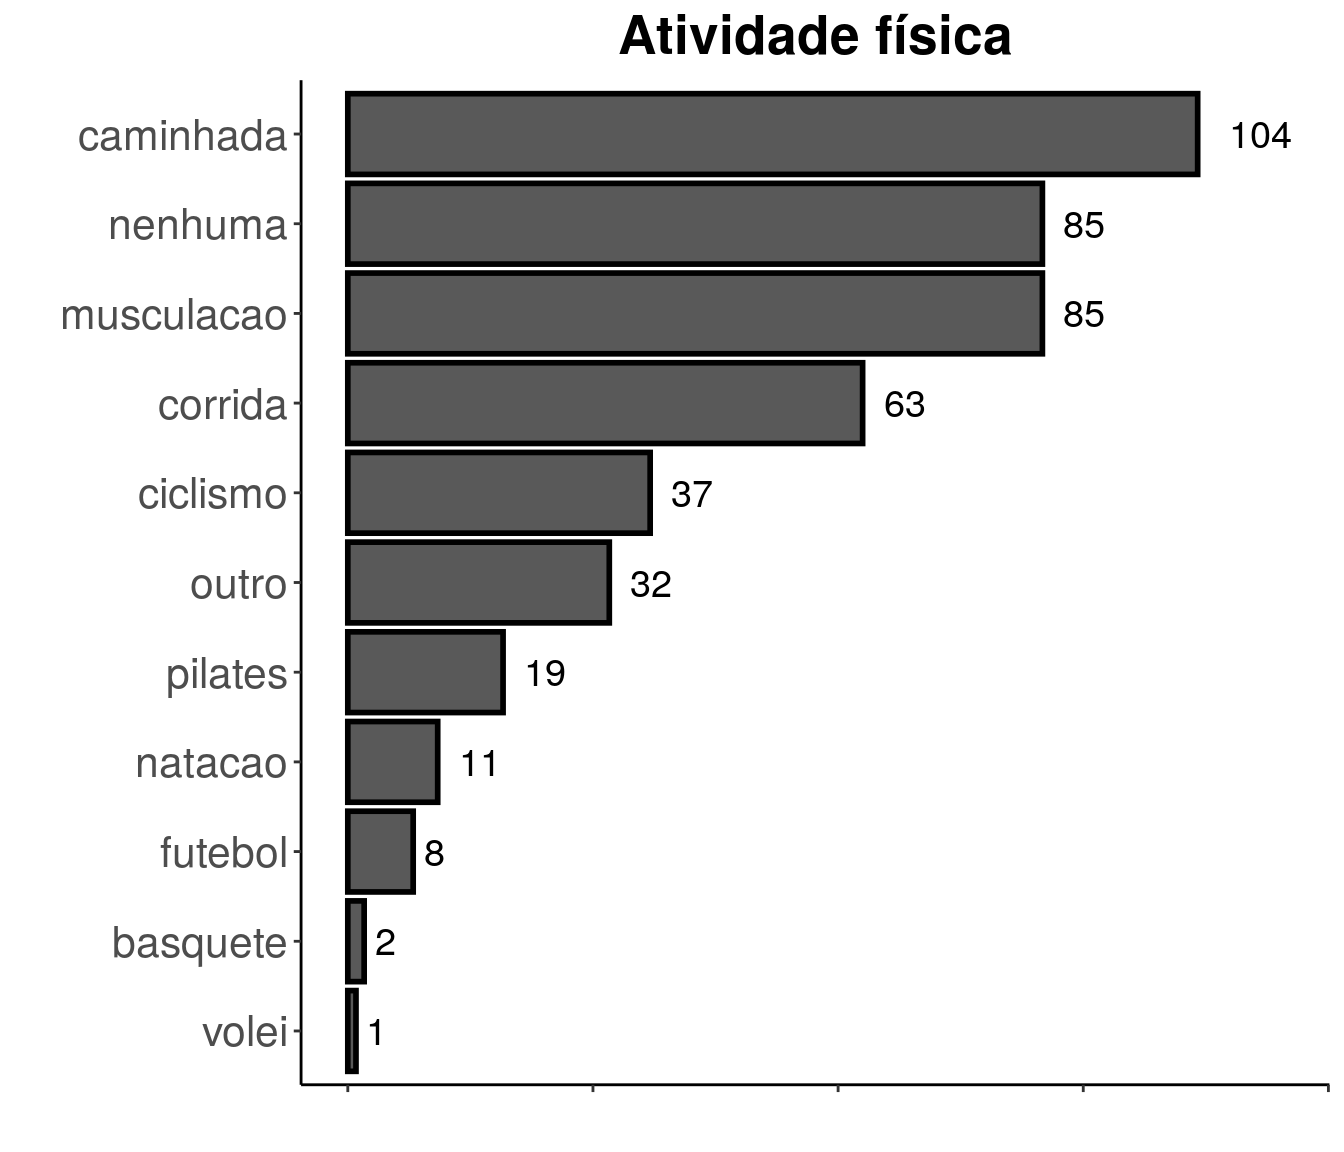 Atividade física
caminhada 104
nenhuma 85
musculacao 85
corrida 63
ciclismo 37
outro 32
pilates 19
natacao 11
futebol 8
basquete 2
volei 1